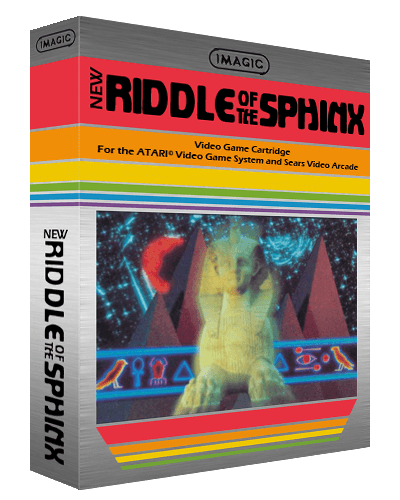 IMAGIC
IMAGIC
NEW RIDDLE OF THE SPHINX
Video Game Cartridge
For the ATARI® Video Game System and Sears Video Arcade
NEW RIDDLE OF THE SPHINX